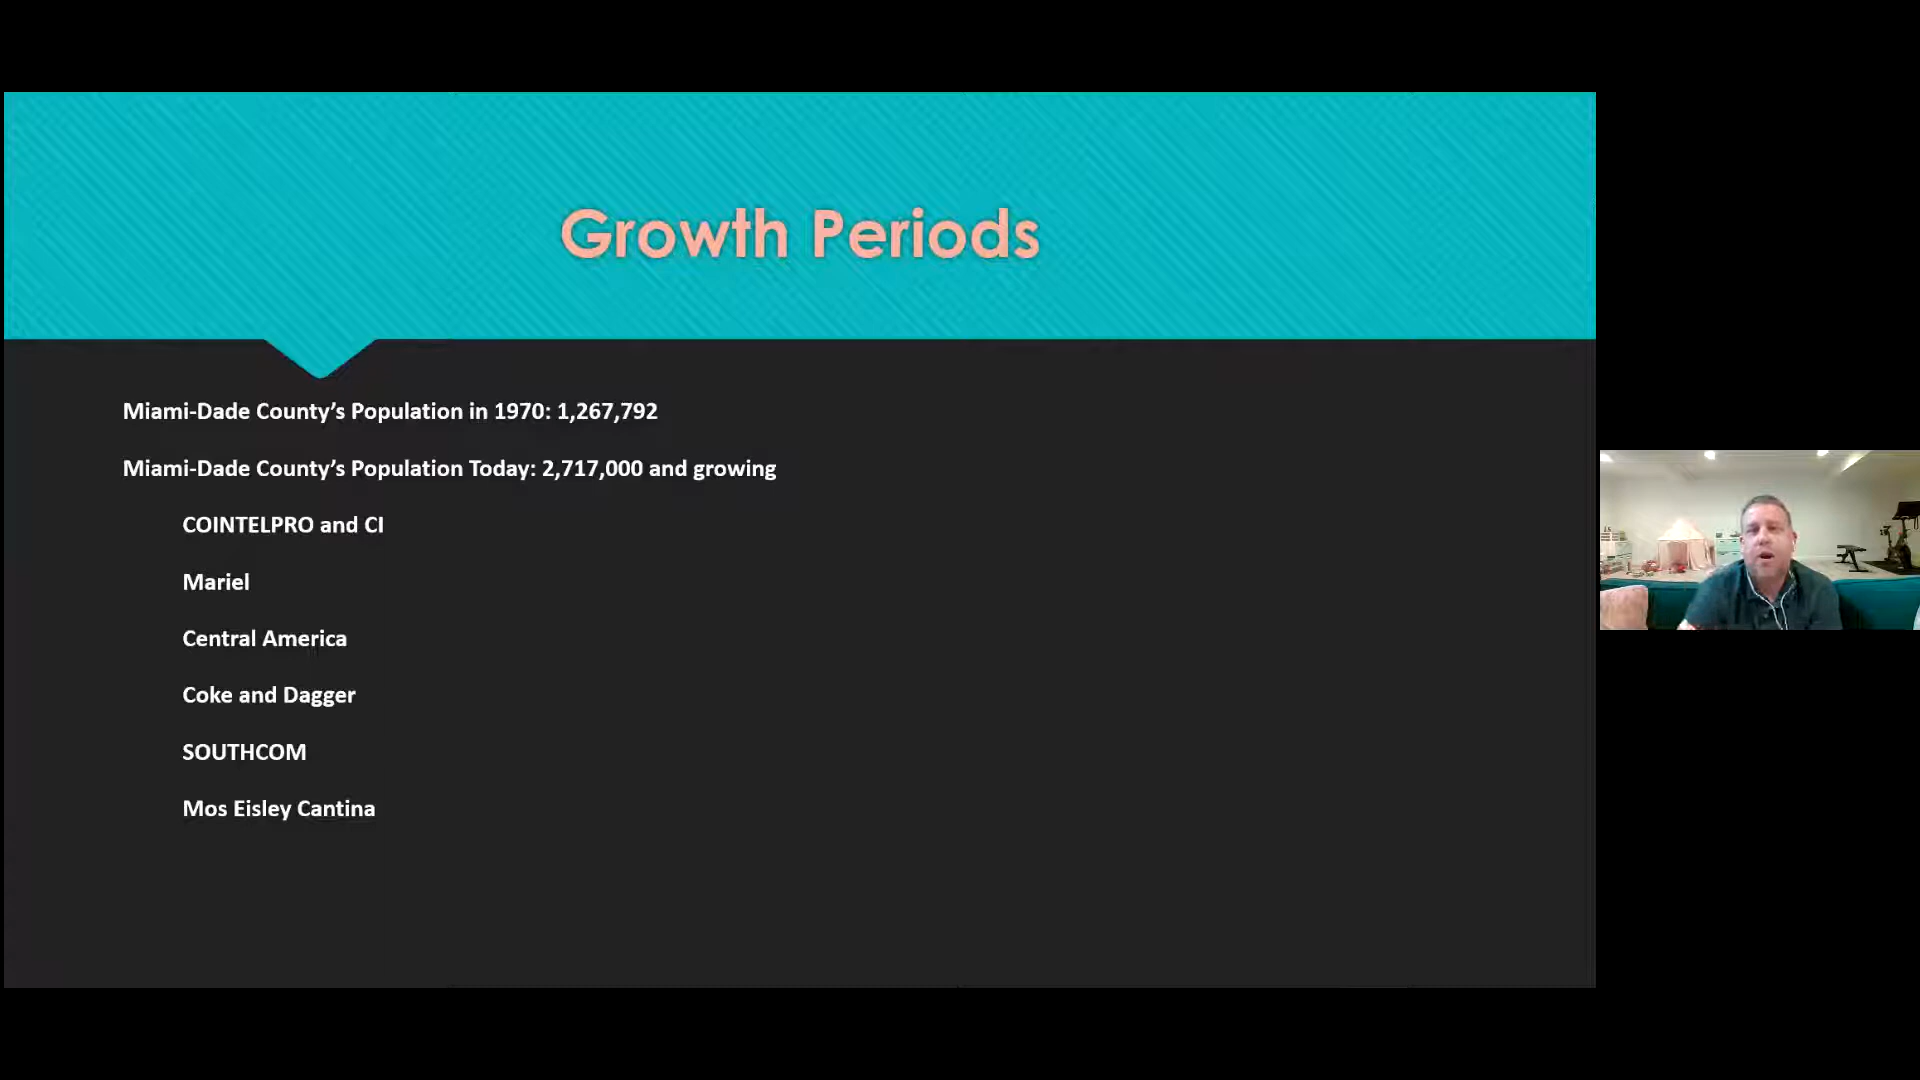 Growth Periods
Miami-Dade County’s Population in 1970: 1,267,792
Miami-Dade County’s Population Today: 2,717,000 and growing
COINTELPRO and CI
Mariel
Central America
Coke and Dagger
SOUTHCOM
Mos Eisley Cantina